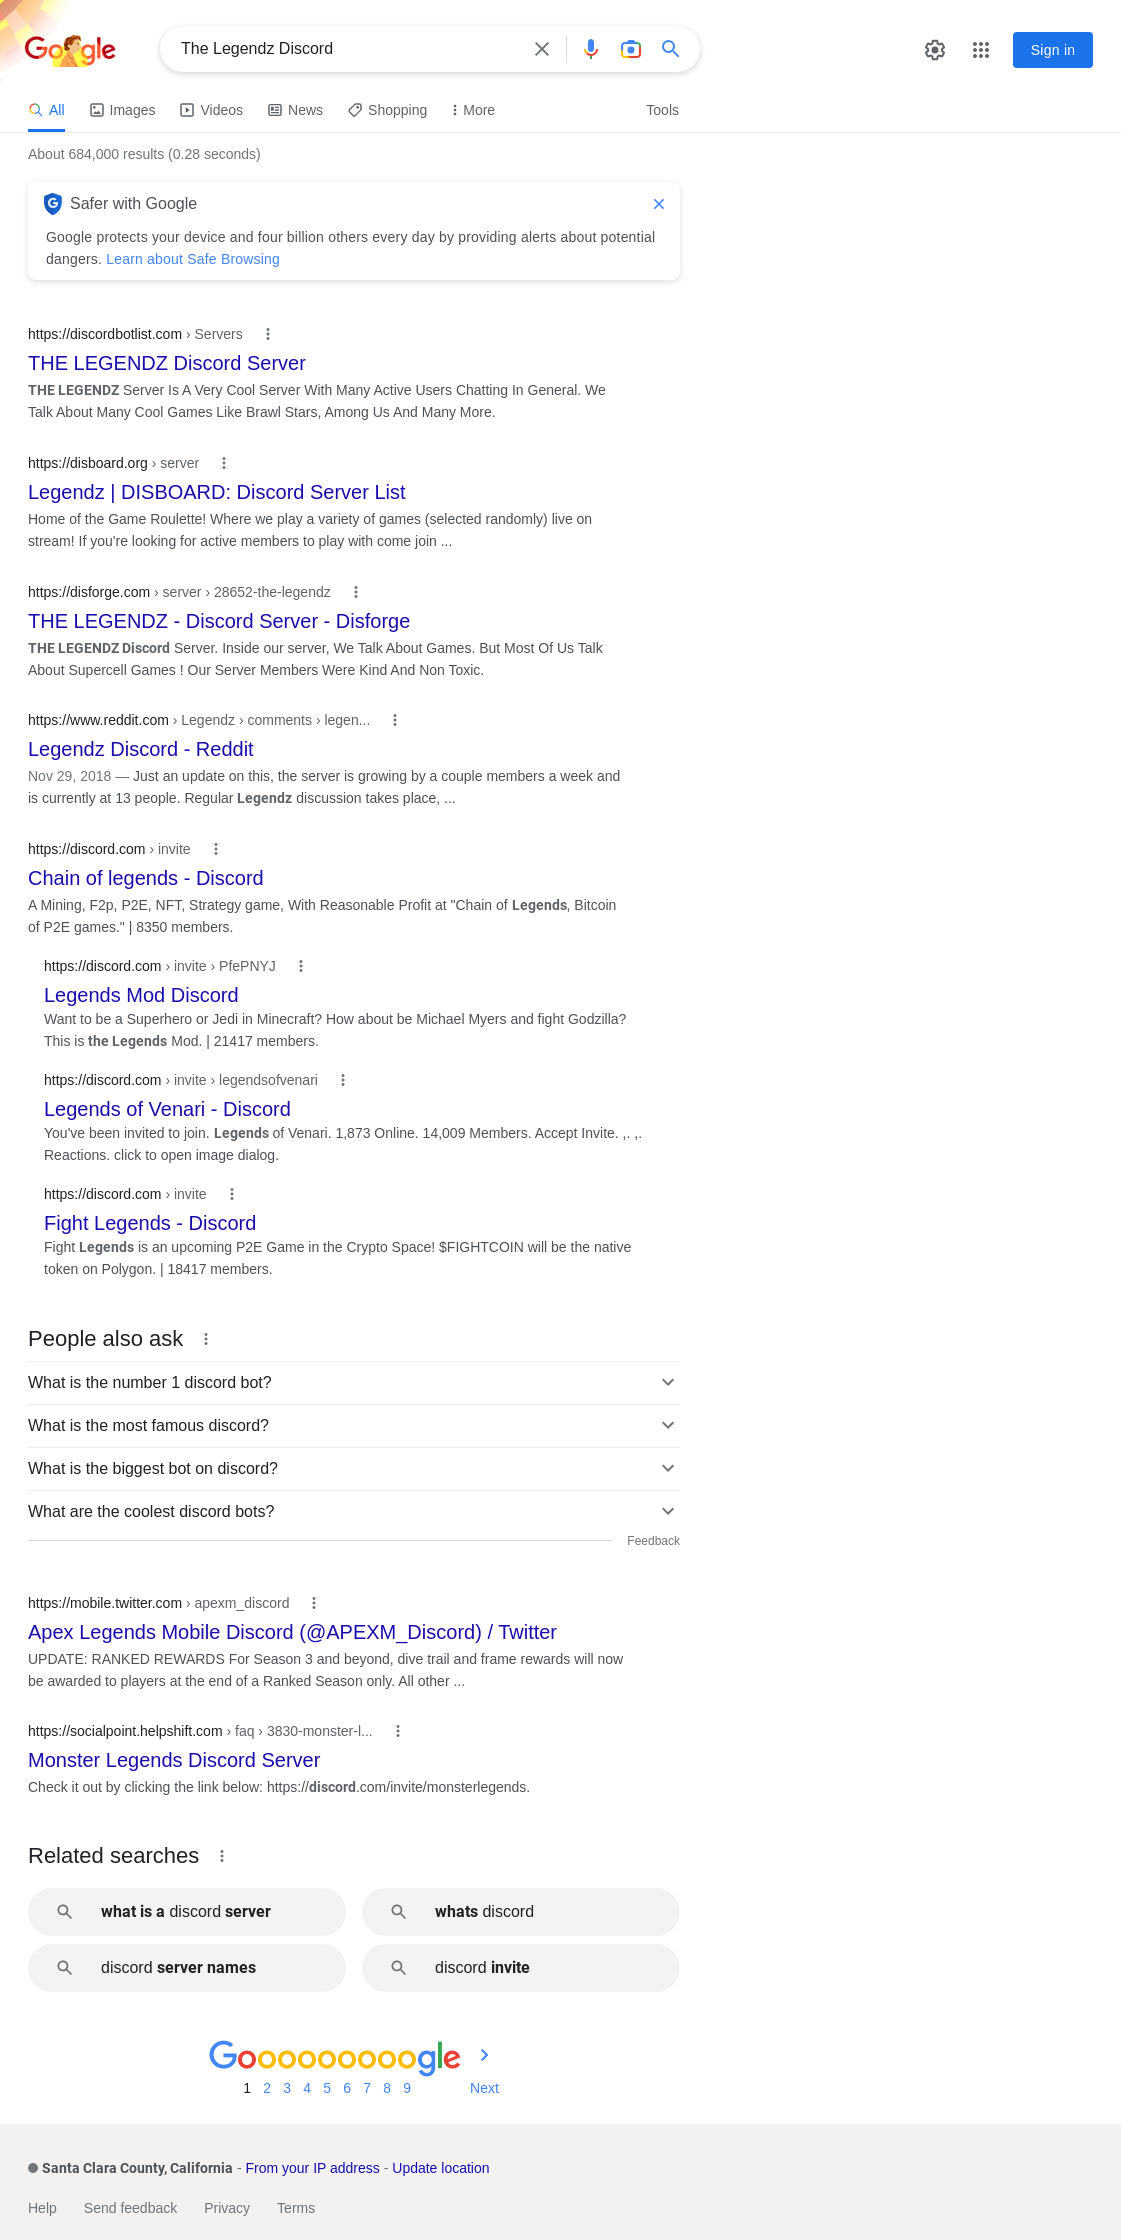 Google
The Legendz Discord
Sign in
All Images Videos News Shopping More Tools
About 684,000 results (0.28 seconds)
Safer with Google
Google protects your device and four billion others every day by providing alerts about potential
dangers. Learn about Safe Browsing
https://discordbotlist.com › Servers
THE LEGENDZ Discord Server
THE LEGENDZ Server Is A Very Cool Server With Many Active Users Chatting In General. We
Talk About Many Cool Games Like Brawl Stars, Among Us And Many More.
https://disboard.org › server
Legendz | DISBOARD: Discord Server List
Home of the Game Roulette! Where we play a variety of games (selected randomly) live on
stream! If you're looking for active members to play with come join ...
https://disforge.com › server › 28652-the-legendz
THE LEGENDZ - Discord Server - Disforge
THE LEGENDZ Discord Server. Inside our server, We Talk About Games. But Most Of Us Talk
About Supercell Games ! Our Server Members Were Kind And Non Toxic.
https://www.reddit.com › Legendz › comments › legen...
Legendz Discord - Reddit
Nov 29, 2018 — Just an update on this, the server is growing by a couple members a week and
is currently at 13 people. Regular Legendz discussion takes place, ...
https://discord.com › invite
Chain of legends - Discord
A Mining, F2p, P2E, NFT, Strategy game, With Reasonable Profit at "Chain of Legends, Bitcoin
of P2E games." | 8350 members.
https://discord.com › invite › PfePNYJ
Legends Mod Discord
Want to be a Superhero or Jedi in Minecraft? How about be Michael Myers and fight Godzilla?
This is the Legends Mod. | 21417 members.
https://discord.com › invite › legendsofvenari
Legends of Venari - Discord
You've been invited to join. Legends of Venari. 1,873 Online. 14,009 Members. Accept Invite. ,. ,.
Reactions. click to open image dialog.
https://discord.com › invite
Fight Legends - Discord
Fight Legends is an upcoming P2E Game in the Crypto Space! $FIGHTCOIN will be the native
token on Polygon. | 18417 members.
People also ask
What is the number 1 discord bot?
What is the most famous discord?
What is the biggest bot on discord?
What are the coolest discord bots?
Feedback
https://mobile.twitter.com › apexm_discord
Apex Legends Mobile Discord (@APEXM_Discord) / Twitter
UPDATE: RANKED REWARDS For Season 3 and beyond, dive trail and frame rewards will now
be awarded to players at the end of a Ranked Season only. All other ...
https://socialpoint.helpshift.com › faq › 3830-monster-l...
Monster Legends Discord Server
Check it out by clicking the link below: https://discord.com/invite/monsterlegends.
Related searches
what is a discord server whats discord
discord server names discord invite
Gooooooooogle
1 2 3 4 5 6 7 8 9 Next
Santa Clara County, California - From your IP address - Update location
Help Send feedback Privacy Terms